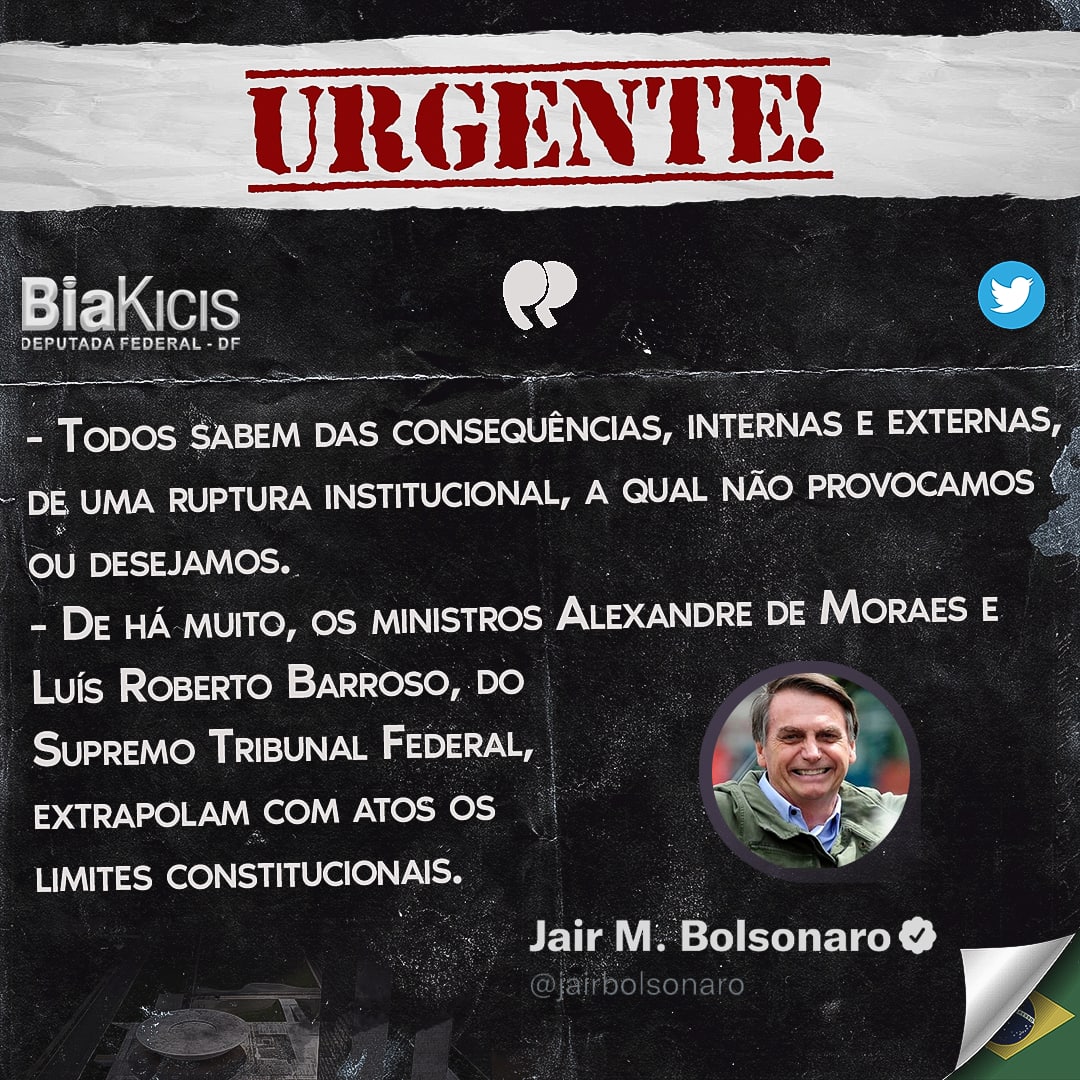 URGENTE!
BiaKicis
DEPUTADA FEDERAL - DF
- Todos sabem das consequências, internas e externas,
de uma ruptura institucional, a qual não provocamos
ou desejamos.
- De há muito, os ministros Alexandre de Moraes e
Luís Roberto Barroso, do
Supremo Tribunal Federal,
extrapolam com atos os
limites constitucionais.
Jair M. Bolsonaro
@jairbolsonaro